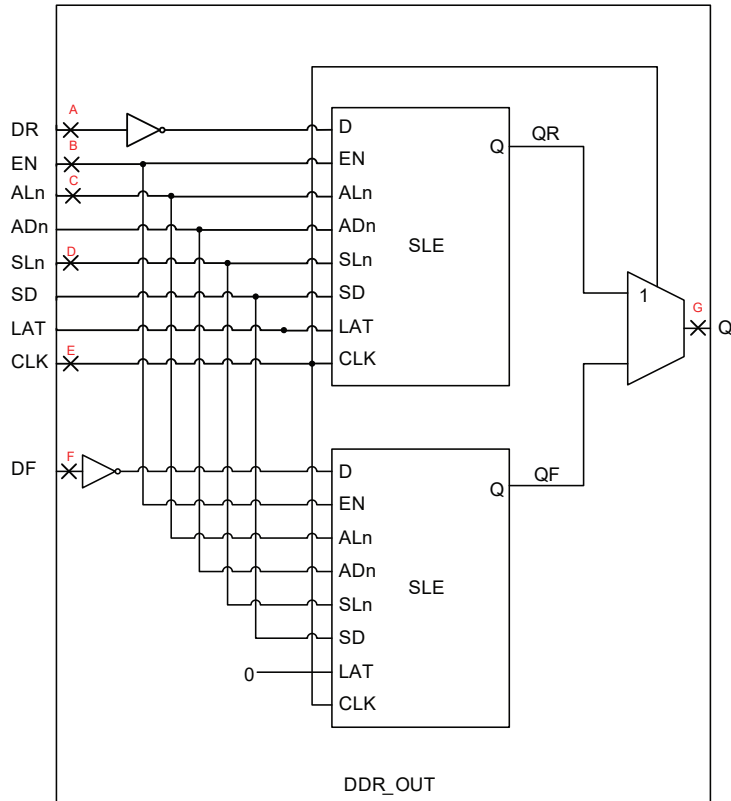 A
DR
D
QR
Q
B
EN
EN
C
ALn
ALn
ADn
ADn
SLE
D
SLn
SLn
SD
SD
1
G
LAT
LAT
Q
E
CLK
CLK
F
DF
D
QF
Q
EN
ALn
ADn
SLE
SLn
SD
0
LAT
CLK
DDR_OUT